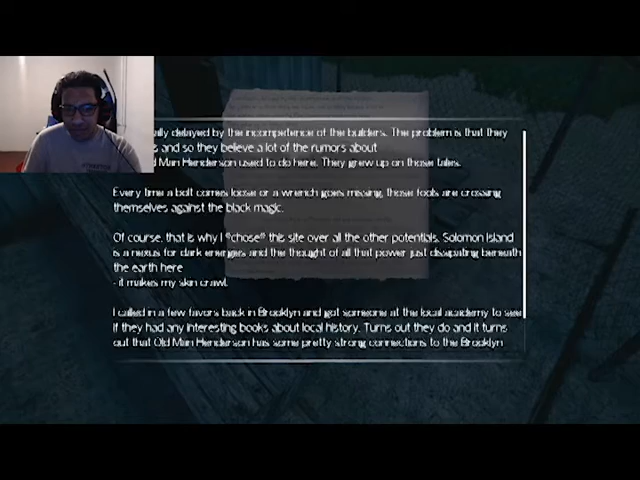 ally delayed by the incompetence of the builders. The problem is that they
s and so they believe a lot of the rumors about
d Man Henderson used to do here. They grew up on those tales.
Every time a bolt comes loose or a wrench goes missing, those fools are crossing
themselves against the black magic.
Of course, that is why I "chose" this site over all the other potentials. Solomon Island
is a nexus for dark energies and the thought of all that power just dissipating beneath
the earth here
- it makes my skin crawl.
I called in a few favors back in Brooklyn and got someone at the local academy to see
if they had any interesting books about local history. Turns out they do and it turns
out that Old Man Henderson has some pretty strong connections to the Brooklyn